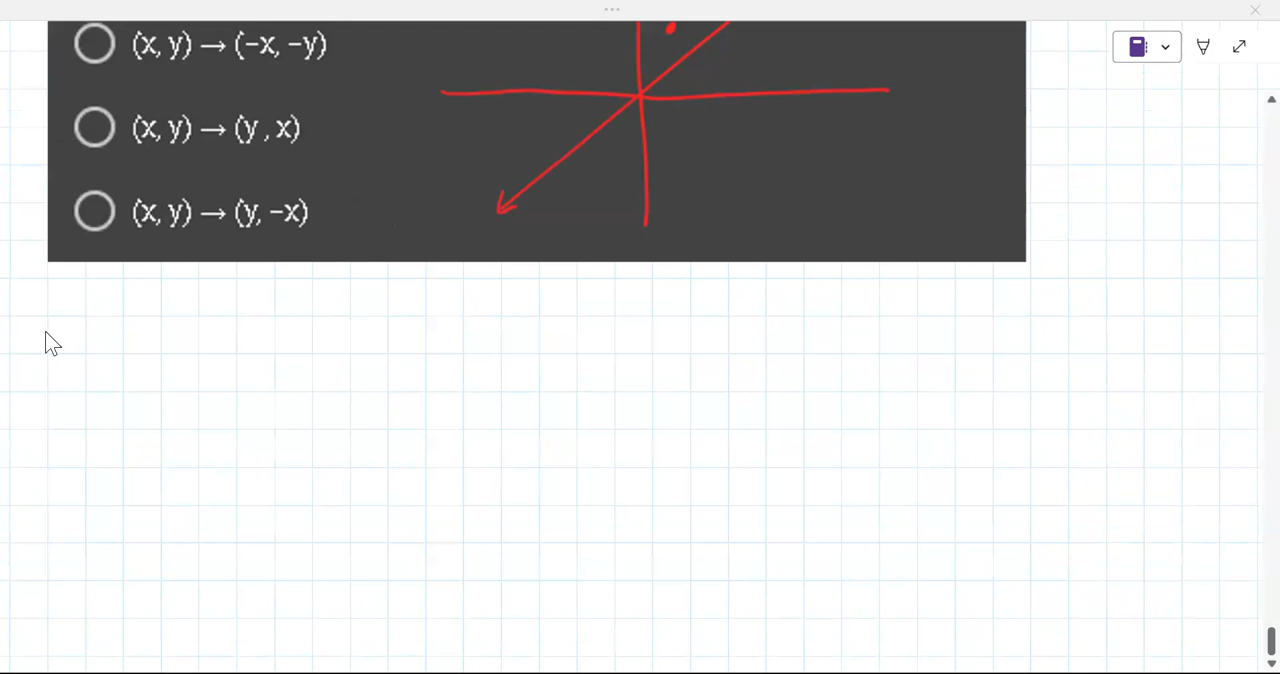 (x, y) → (−x, −y)
(x, y) → (y , x)
(x, y) → (y, −x)